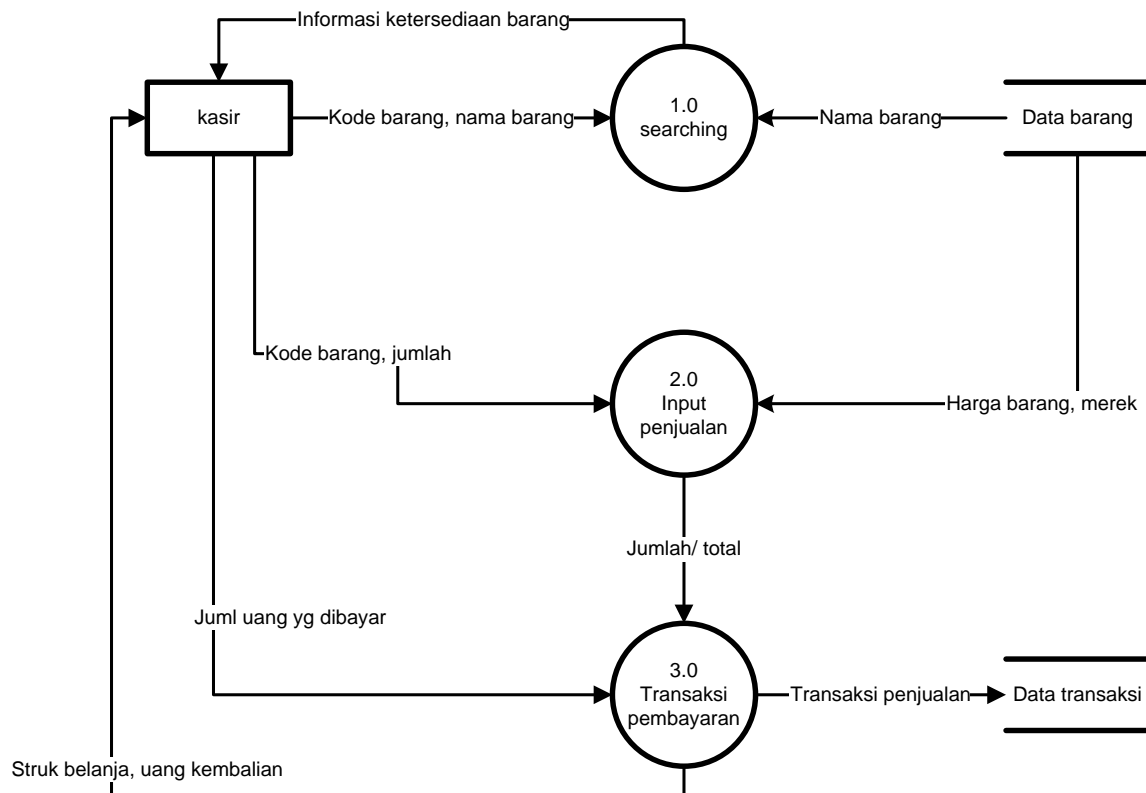 Informasi ketersediaan barang
kasir
Kode barang, nama barang
1.0
searching
Nama barang
Data barang
Kode barang, jumlah
2.0
Input
penjualan
Harga barang, merek
Jumlah/ total
Juml uang yg dibayar
3.0
Transaksi
pembayaran
Transaksi penjualan
Data transaksi
Struk belanja, uang kembalian